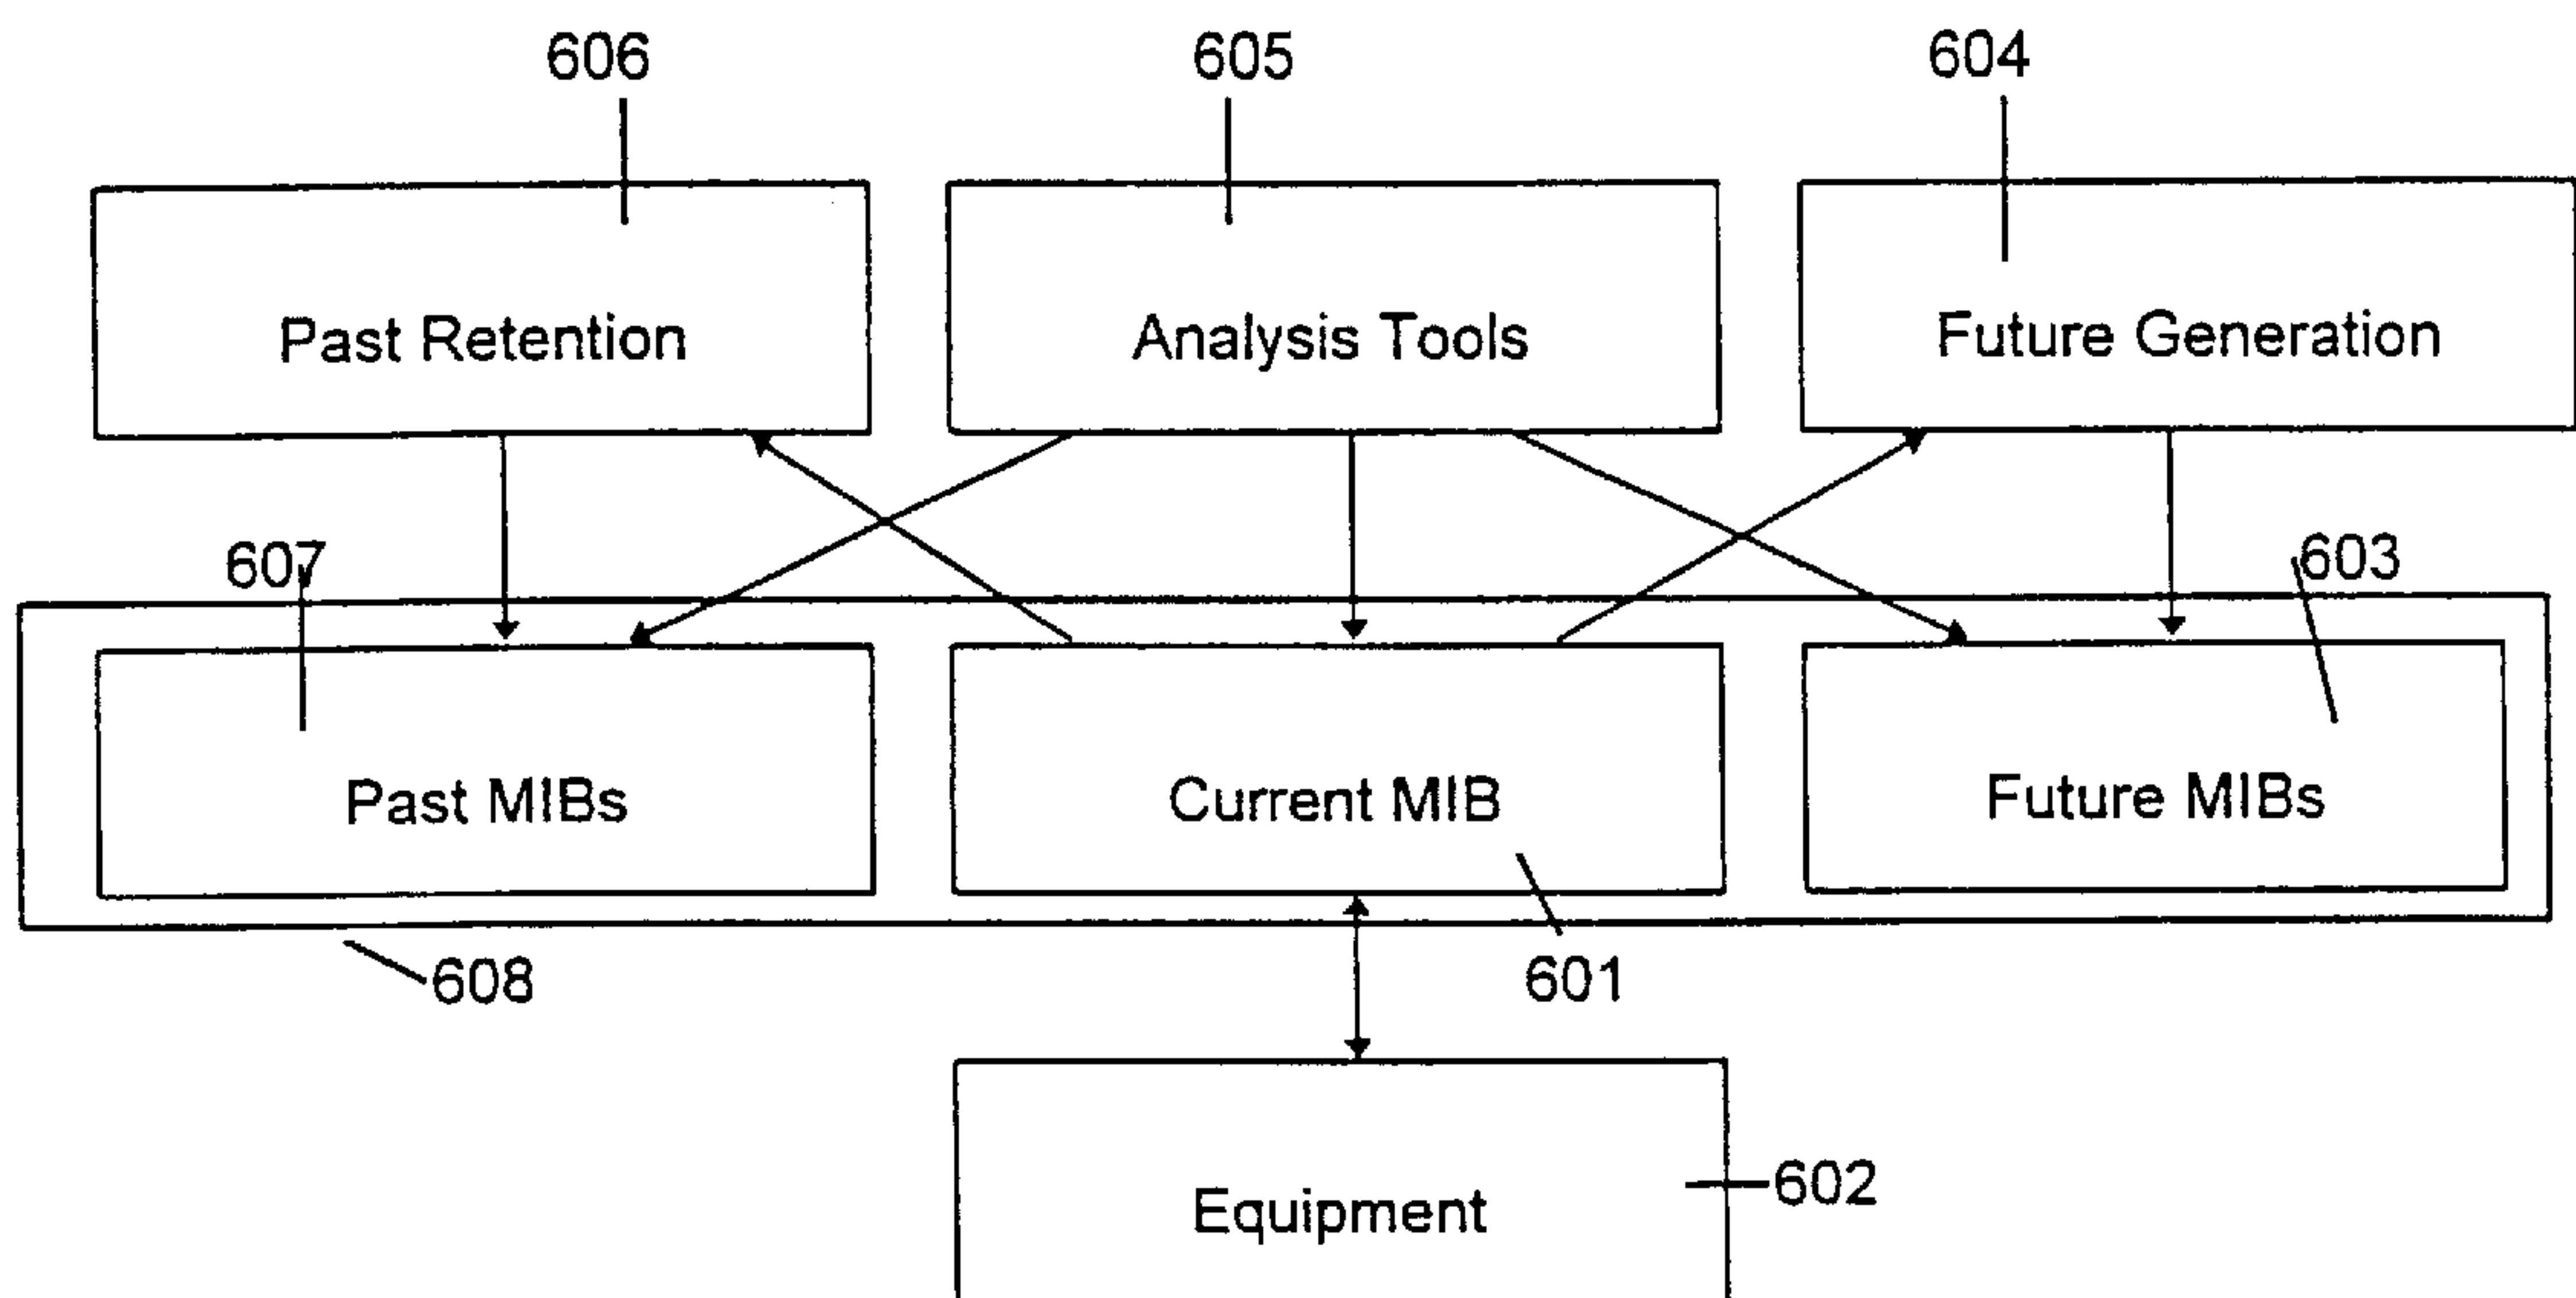 606 605 604
Past Retention Analysis Tools Future Generation
607 603
Past MIBs Current MIB Future MIBs
608 601
602
Equipment